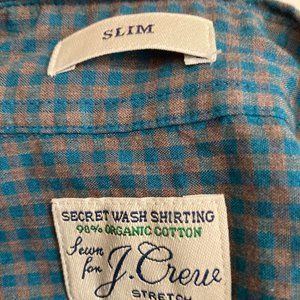 SLIM
SECRET WASH SHIRTING
98% ORGANIC COTTON
Sewn
for J.Crew
STRETCH